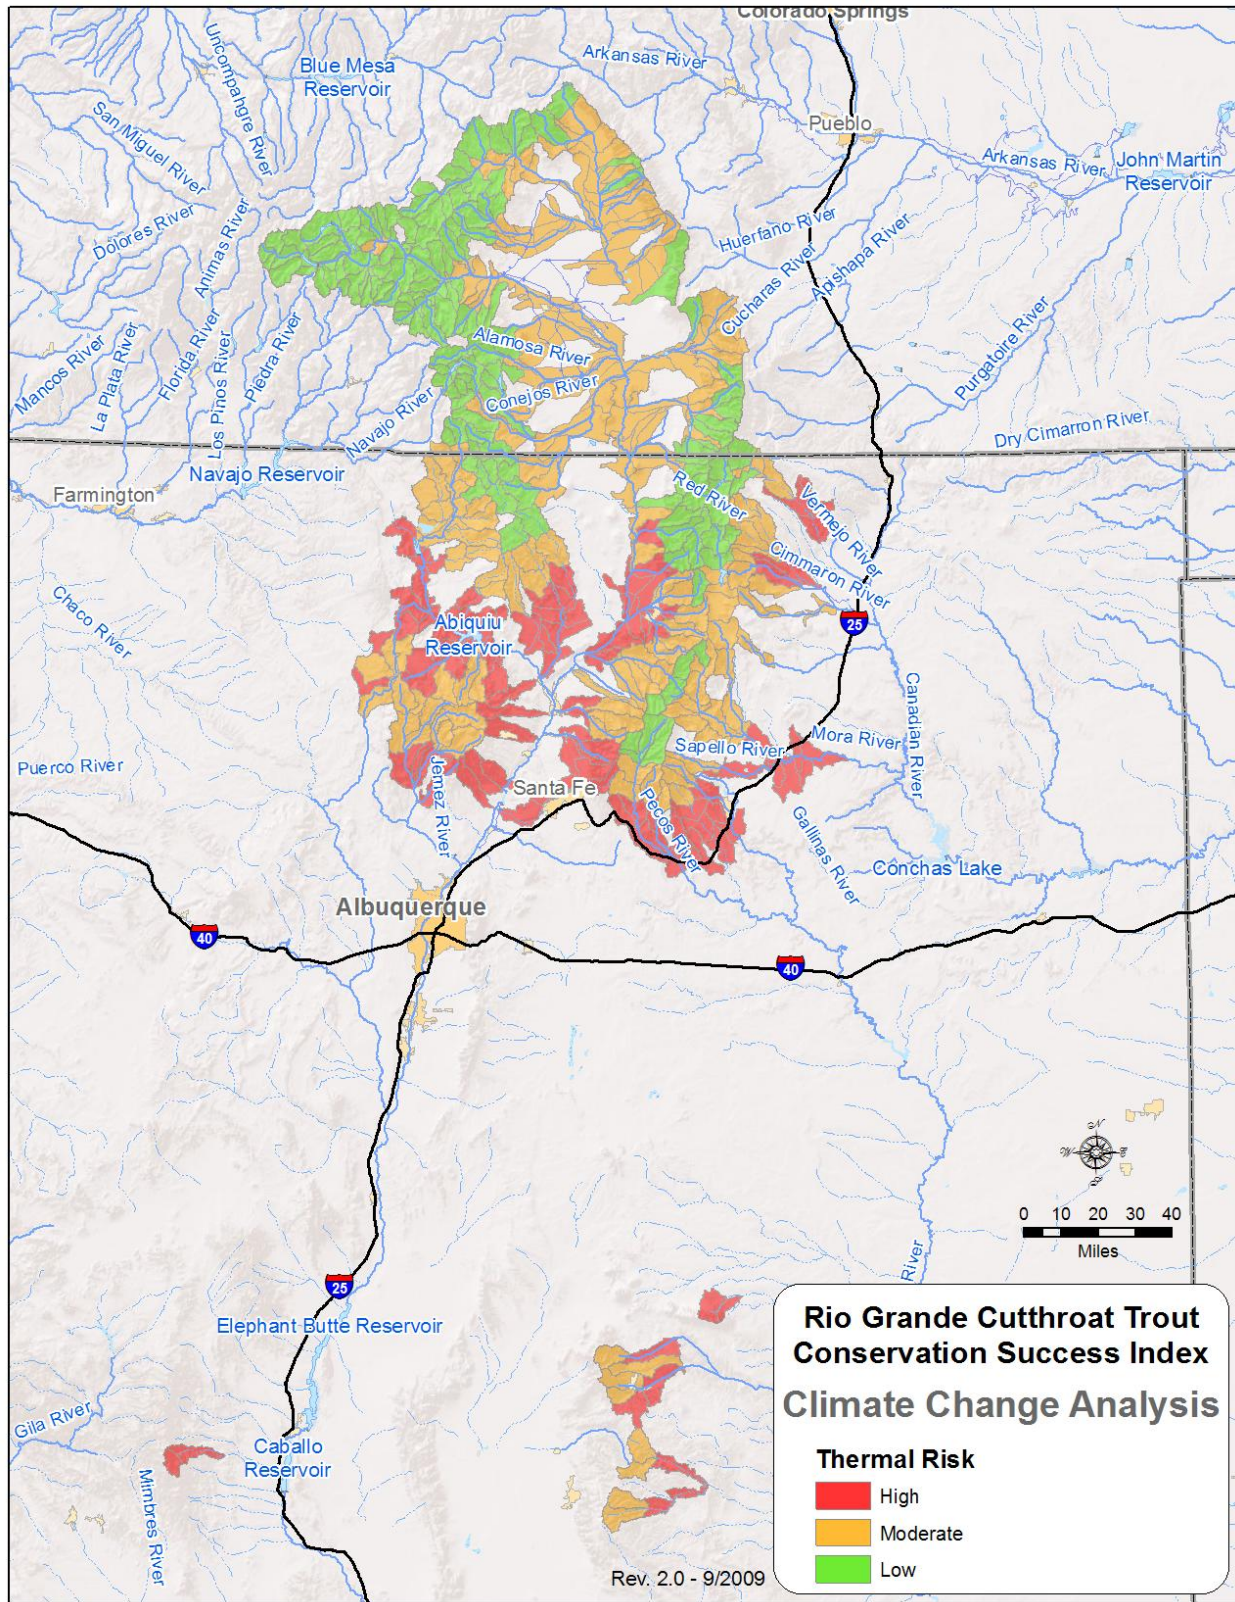 Colorado Springs
Uncompahgre River
Blue Mesa
Reservoir
Arkansas River
San Miguel River
Pueblo
Arkansas River
John Martin
Reservoir
Dolores River
Animas River
Huerfano River
Cucharas River
Apishapa River
Purgatoire River
Mancos River
La Plata River
Florida River
Los Pinos River
Piedra River
Navajo River
Alamosa River
Conejos River
Dry Cimarron River
Navajo Reservoir
Farmington
Red River
Vermejo River
Cimmaron River
Chaco River
Abiquiu
Reservoir
25
Canadian River
Puerco River
Jemez River
Santa Fe
Sapello River
Mora River
Pecos River
Gallinas River
Conchas Lake
Albuquerque
40
40
N
W
E
S
0 10 20 30 40
Miles
River
25
Elephant Butte Reservoir
Gila River
Mimbres River
Caballo
Reservoir
Rio Grande Cutthroat Trout
Conservation Success Index
Climate Change Analysis
Thermal Risk
High
Moderate
Low
Rev. 2.0 - 9/2009